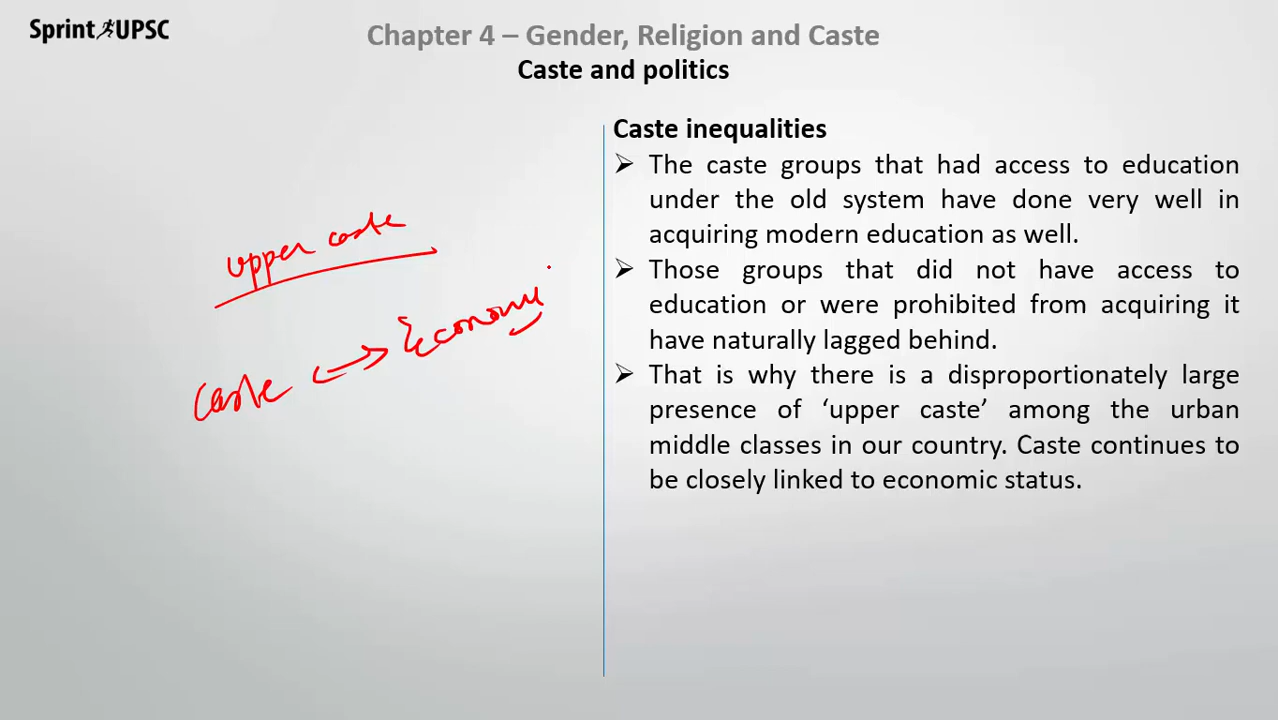 Sprint UPSC
Chapter 4 – Gender, Religion and Caste
Caste and politics
upper caste
Caste ↔ Economy
Caste inequalities
➢ The caste groups that had access to education
under the old system have done very well in
acquiring modern education as well.
➢ Those groups that did not have access to
education or were prohibited from acquiring it
have naturally lagged behind.
➢ That is why there is a disproportionately large
presence of ‘upper caste’ among the urban
middle classes in our country. Caste continues to
be closely linked to economic status.